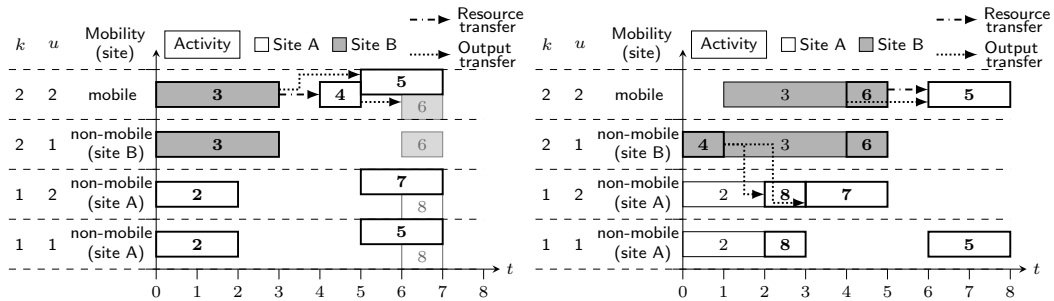 k u Mobility (site) Activity Site A Site B Resource transfer Output transfer
2 2 mobile 3 4 5 6
2 1 non-mobile (site B) 3 6
1 2 non-mobile (site A) 2 7 8
1 1 non-mobile (site A) 2 5 8
0 1 2 3 4 5 6 7 8 t
k u Mobility (site) Activity Site A Site B Resource transfer Output transfer
2 2 mobile 3 6 5
2 1 non-mobile (site B) 4 3 6
1 2 non-mobile (site A) 2 8 7
1 1 non-mobile (site A) 2 8 5
0 1 2 3 4 5 6 7 8 t